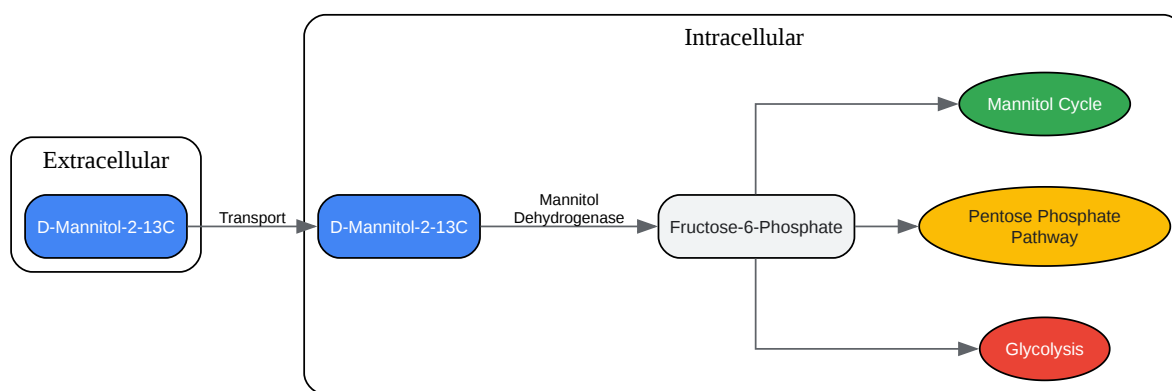 Intracellular
Mannitol Cycle
Extracellular
D-Mannitol-2-13C
Transport
D-Mannitol-2-13C
Mannitol
Dehydrogenase
Fructose-6-Phosphate
Pentose Phosphate
Pathway
Glycolysis